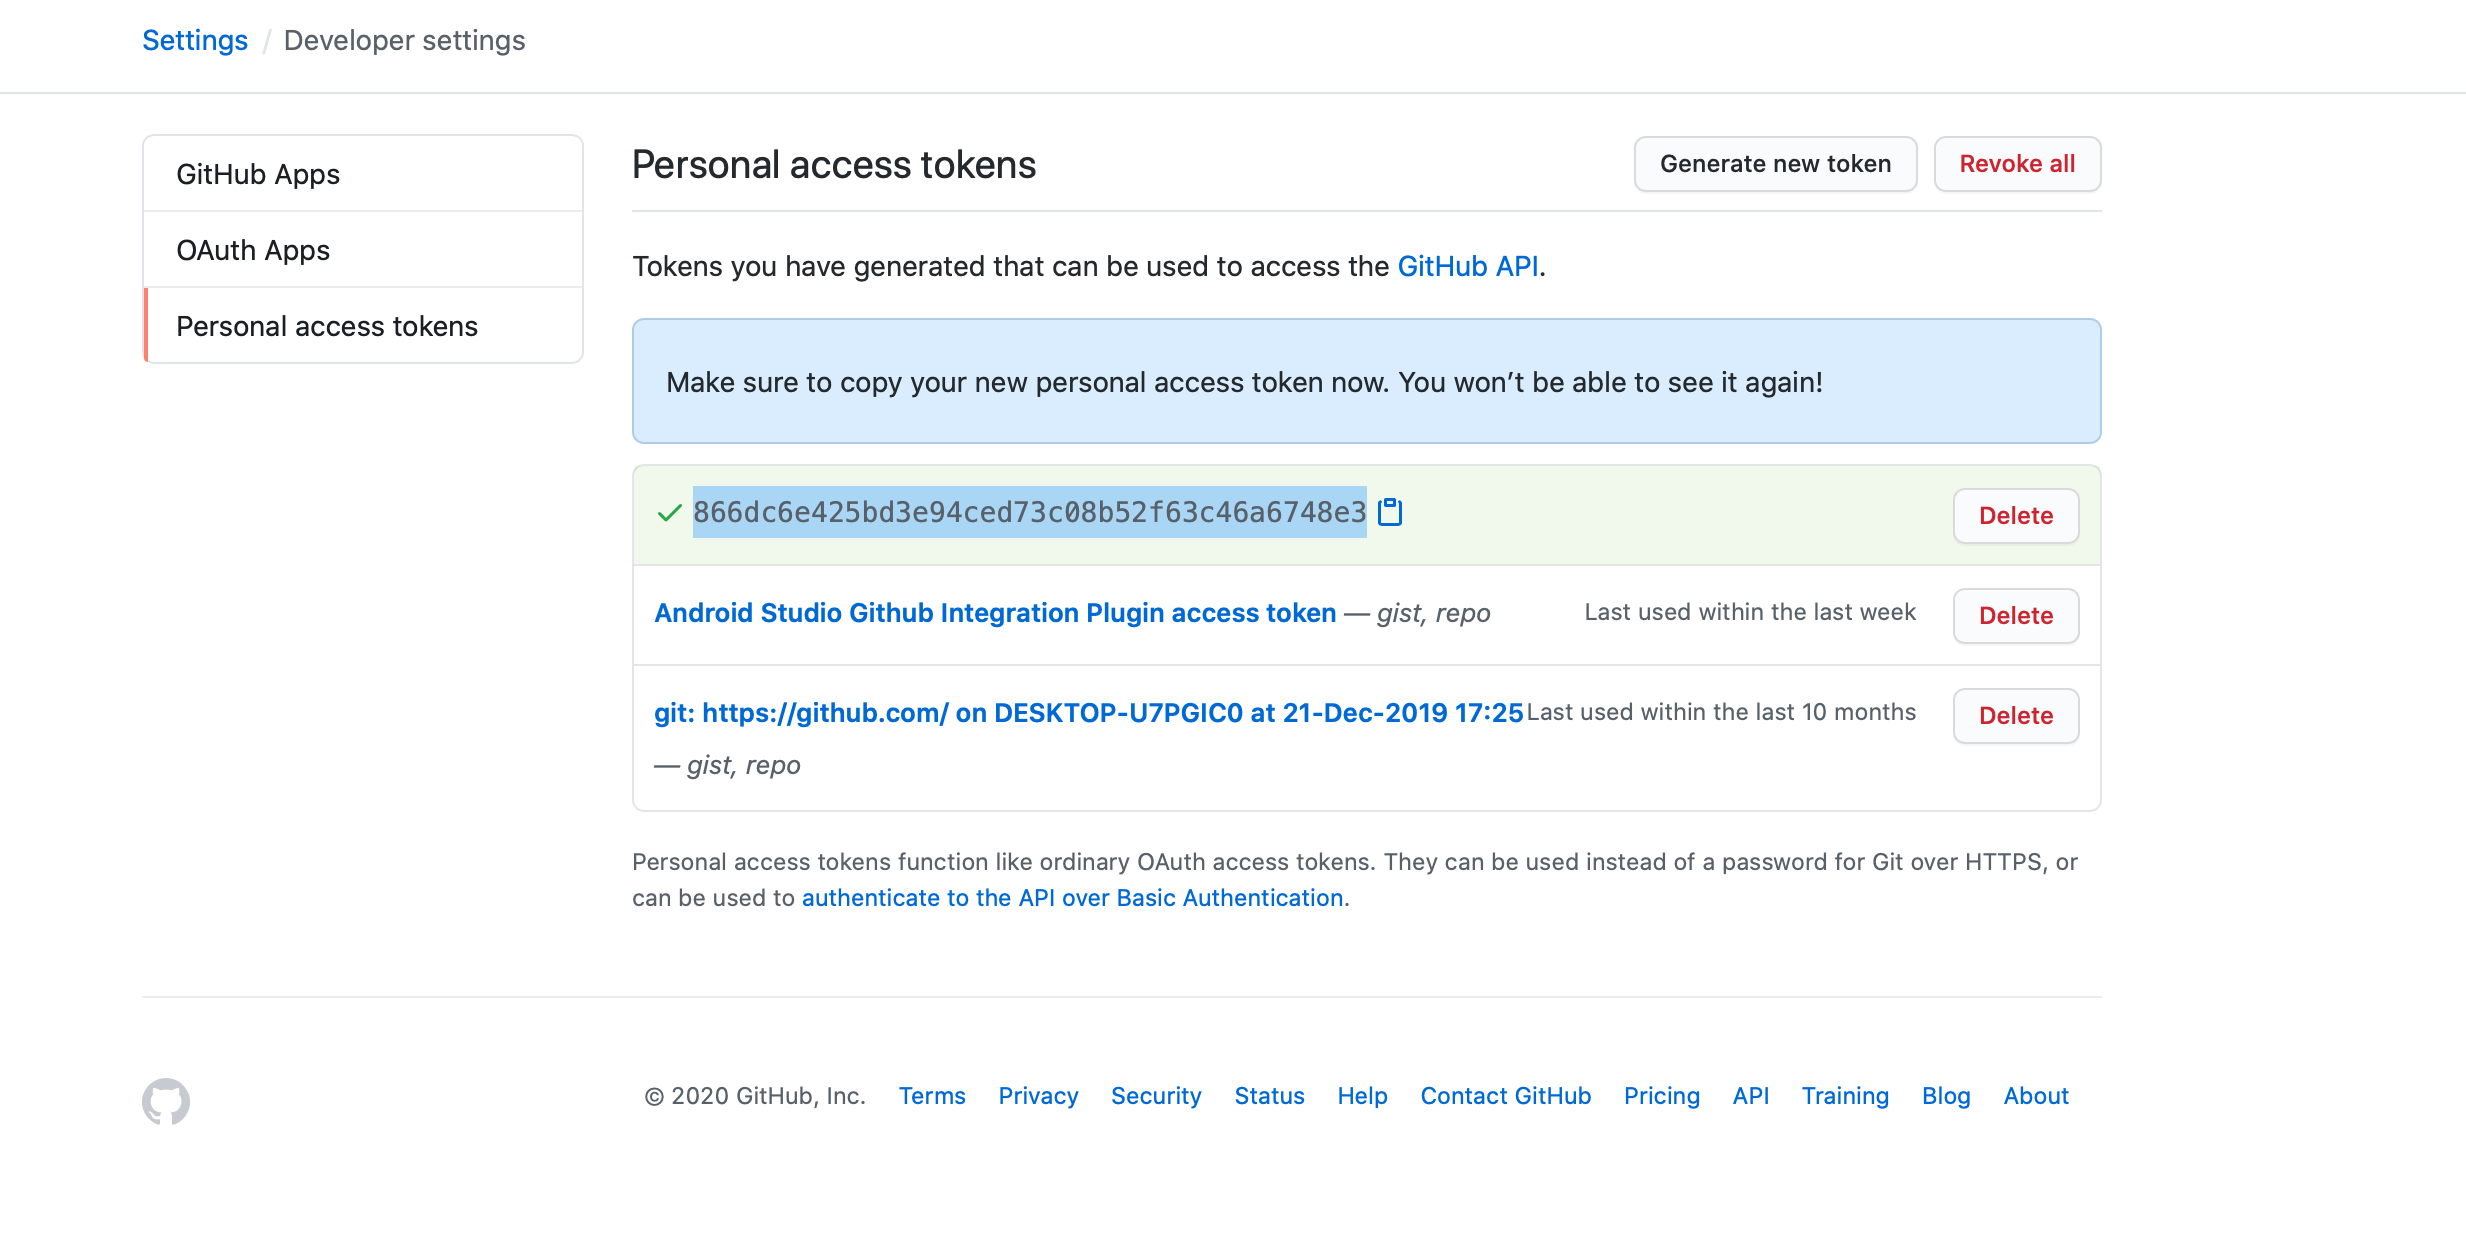 Settings / Developer settings
GitHub Apps
OAuth Apps
Personal access tokens
Personal access tokens
Generate new token
Revoke all
Tokens you have generated that can be used to access the GitHub API.
Make sure to copy your new personal access token now. You won’t be able to see it again!
866dc6e425bd3e94ced73c08b52f63c46a6748e3
Delete
Android Studio Github Integration Plugin access token — gist, repo
Last used within the last week
Delete
git: https://github.com/ on DESKTOP-U7PGIC0 at 21-Dec-2019 17:25
— gist, repo
Last used within the last 10 months
Delete
Personal access tokens function like ordinary OAuth access tokens. They can be used instead of a password for Git over HTTPS, or
can be used to authenticate to the API over Basic Authentication.
© 2020 GitHub, Inc. Terms Privacy Security Status Help Contact GitHub Pricing API Training Blog About